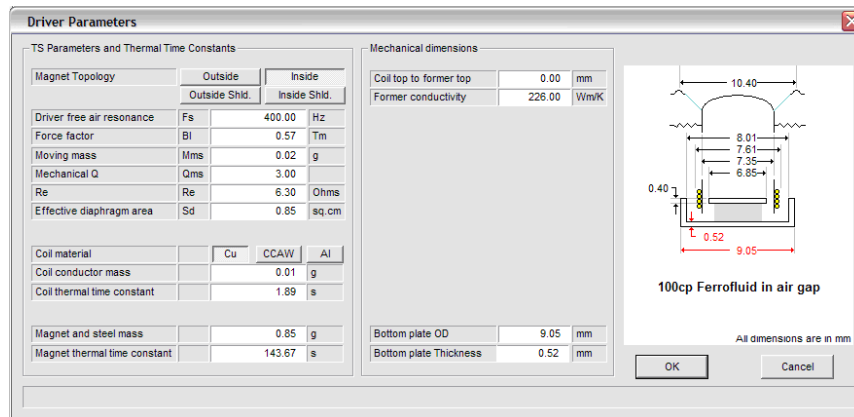 Driver Parameters
TS Parameters and Thermal Time Constants
Magnet Topology Outside Inside
Outside Shld. Inside Shld.
Driver free air resonance Fs 400.00 Hz
Force factor Bl 0.57 Tm
Moving mass Mms 0.02 g
Mechanical Q Qms 3.00
Re Re 6.30 Ohms
Effective diaphragm area Sd 0.85 sq.cm
Coil material Cu CCAW Al
Coil conductor mass 0.01 g
Coil thermal time constant 1.89 s
Magnet and steel mass 0.85 g
Magnet thermal time constant 143.67 s
Mechanical dimensions
Coil top to former top 0.00 mm
Former conductivity 226.00 Wm/K
Bottom plate OD 9.05 mm
Bottom plate Thickness 0.52 mm
10.40
8.01
7.61
7.35
6.85
0.40
0.52
9.05
100cp Ferrofluid in air gap
All dimensions are in mm
OK Cancel